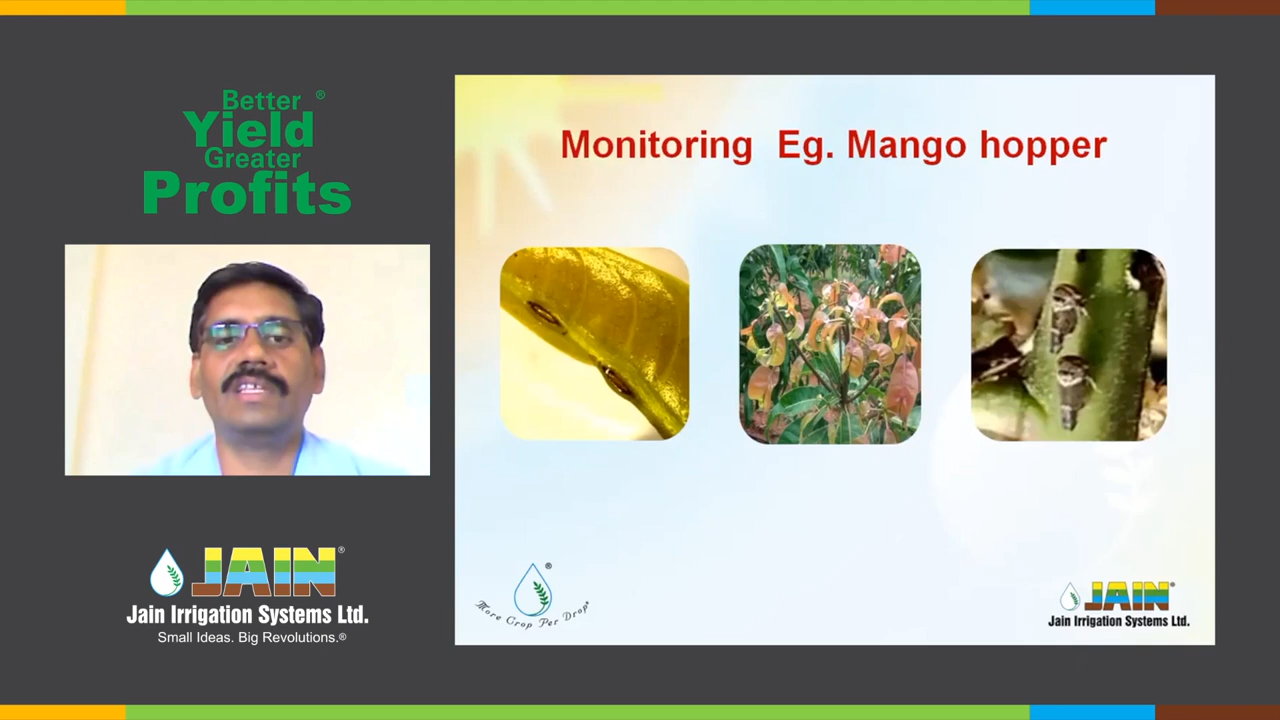 Better ®
Yield
Greater
Profits
JAIN®
Jain Irrigation Systems Ltd.
Small Ideas. Big Revolutions.®
Monitoring Eg. Mango hopper
®
More Crop Per Drop®
JAIN®
Jain Irrigation Systems Ltd.